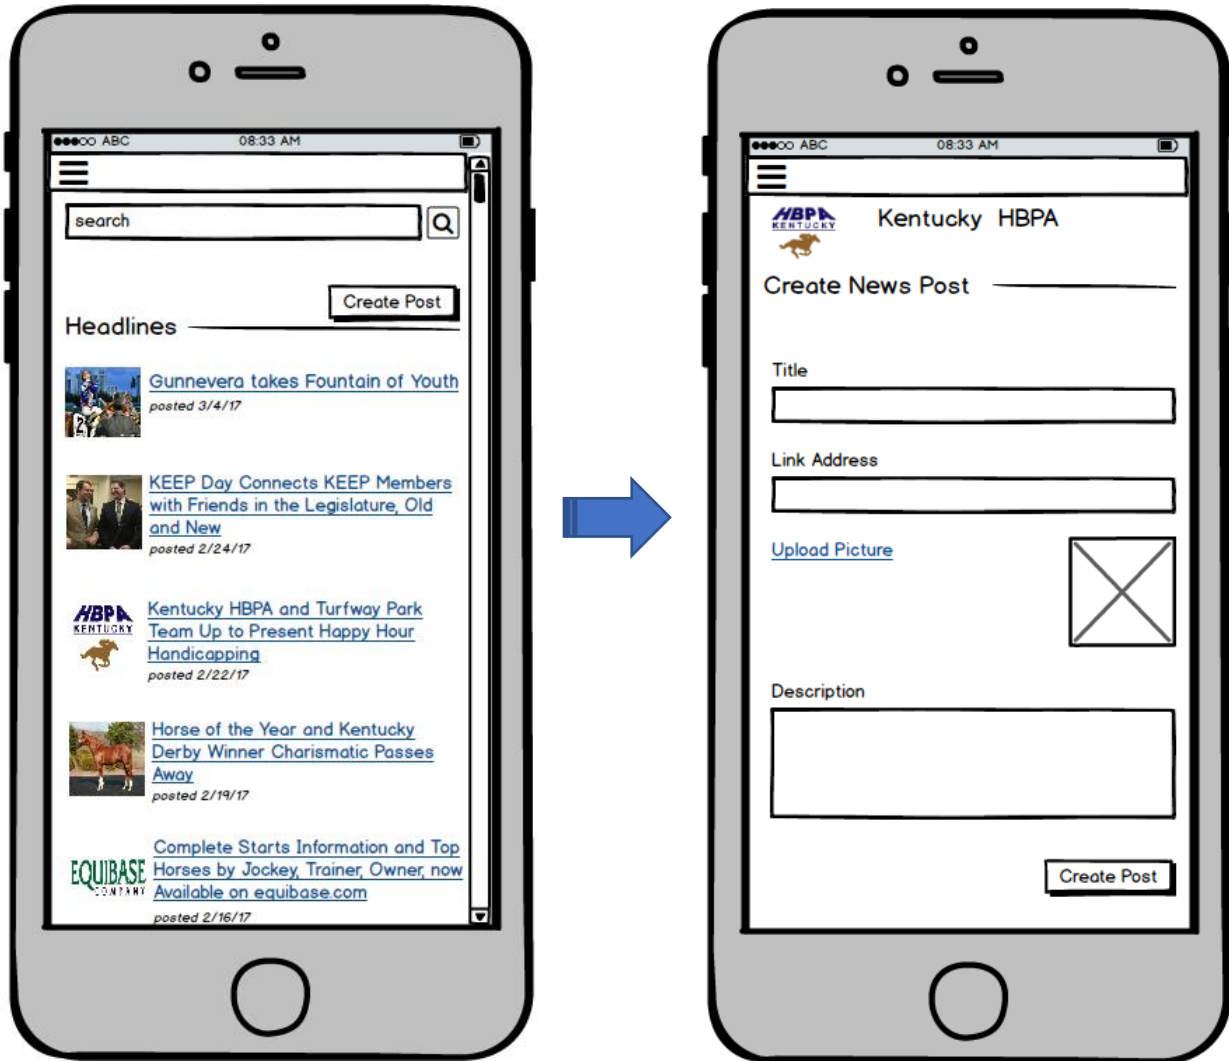 ABC 08:33 AM
search
Create Post
Headlines
Gunnevera takes Fountain of Youth
posted 3/4/17
KEEP Day Connects KEEP Members
with Friends in the Legislature, Old
and New
posted 2/24/17
HBPA
KENTUCKY
Kentucky HBPA and Turfway Park
Team Up to Present Happy Hour
Handicapping
posted 2/22/17
Horse of the Year and Kentucky
Derby Winner Charismatic Passes
Away
posted 2/19/17
EQUIBASE
COMPANY
Complete Starts Information and Top
Horses by Jockey, Trainer, Owner, now
Available on equibase.com
posted 2/16/17
ABC 08:33 AM
HBPA
KENTUCKY
Kentucky HBPA
Create News Post
Title
Link Address
Upload Picture
Description
Create Post